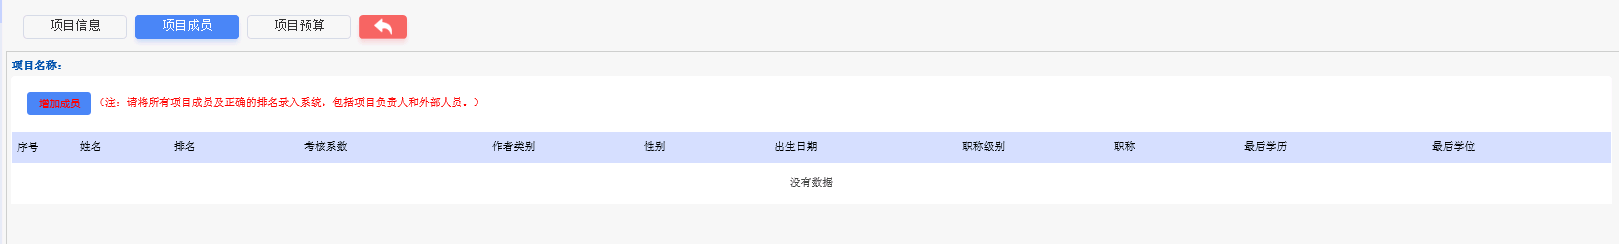 项目信息 项目成员 项目预算
项目名称:
增加成员 (注: 请将所有项目成员及正确的排名录入系统, 包括项目负责人和外部人员。)
序号 姓名 排名 考核系数 作者类别 性别 出生日期 职称级别 职称 最后学历 最后学位
没有数据